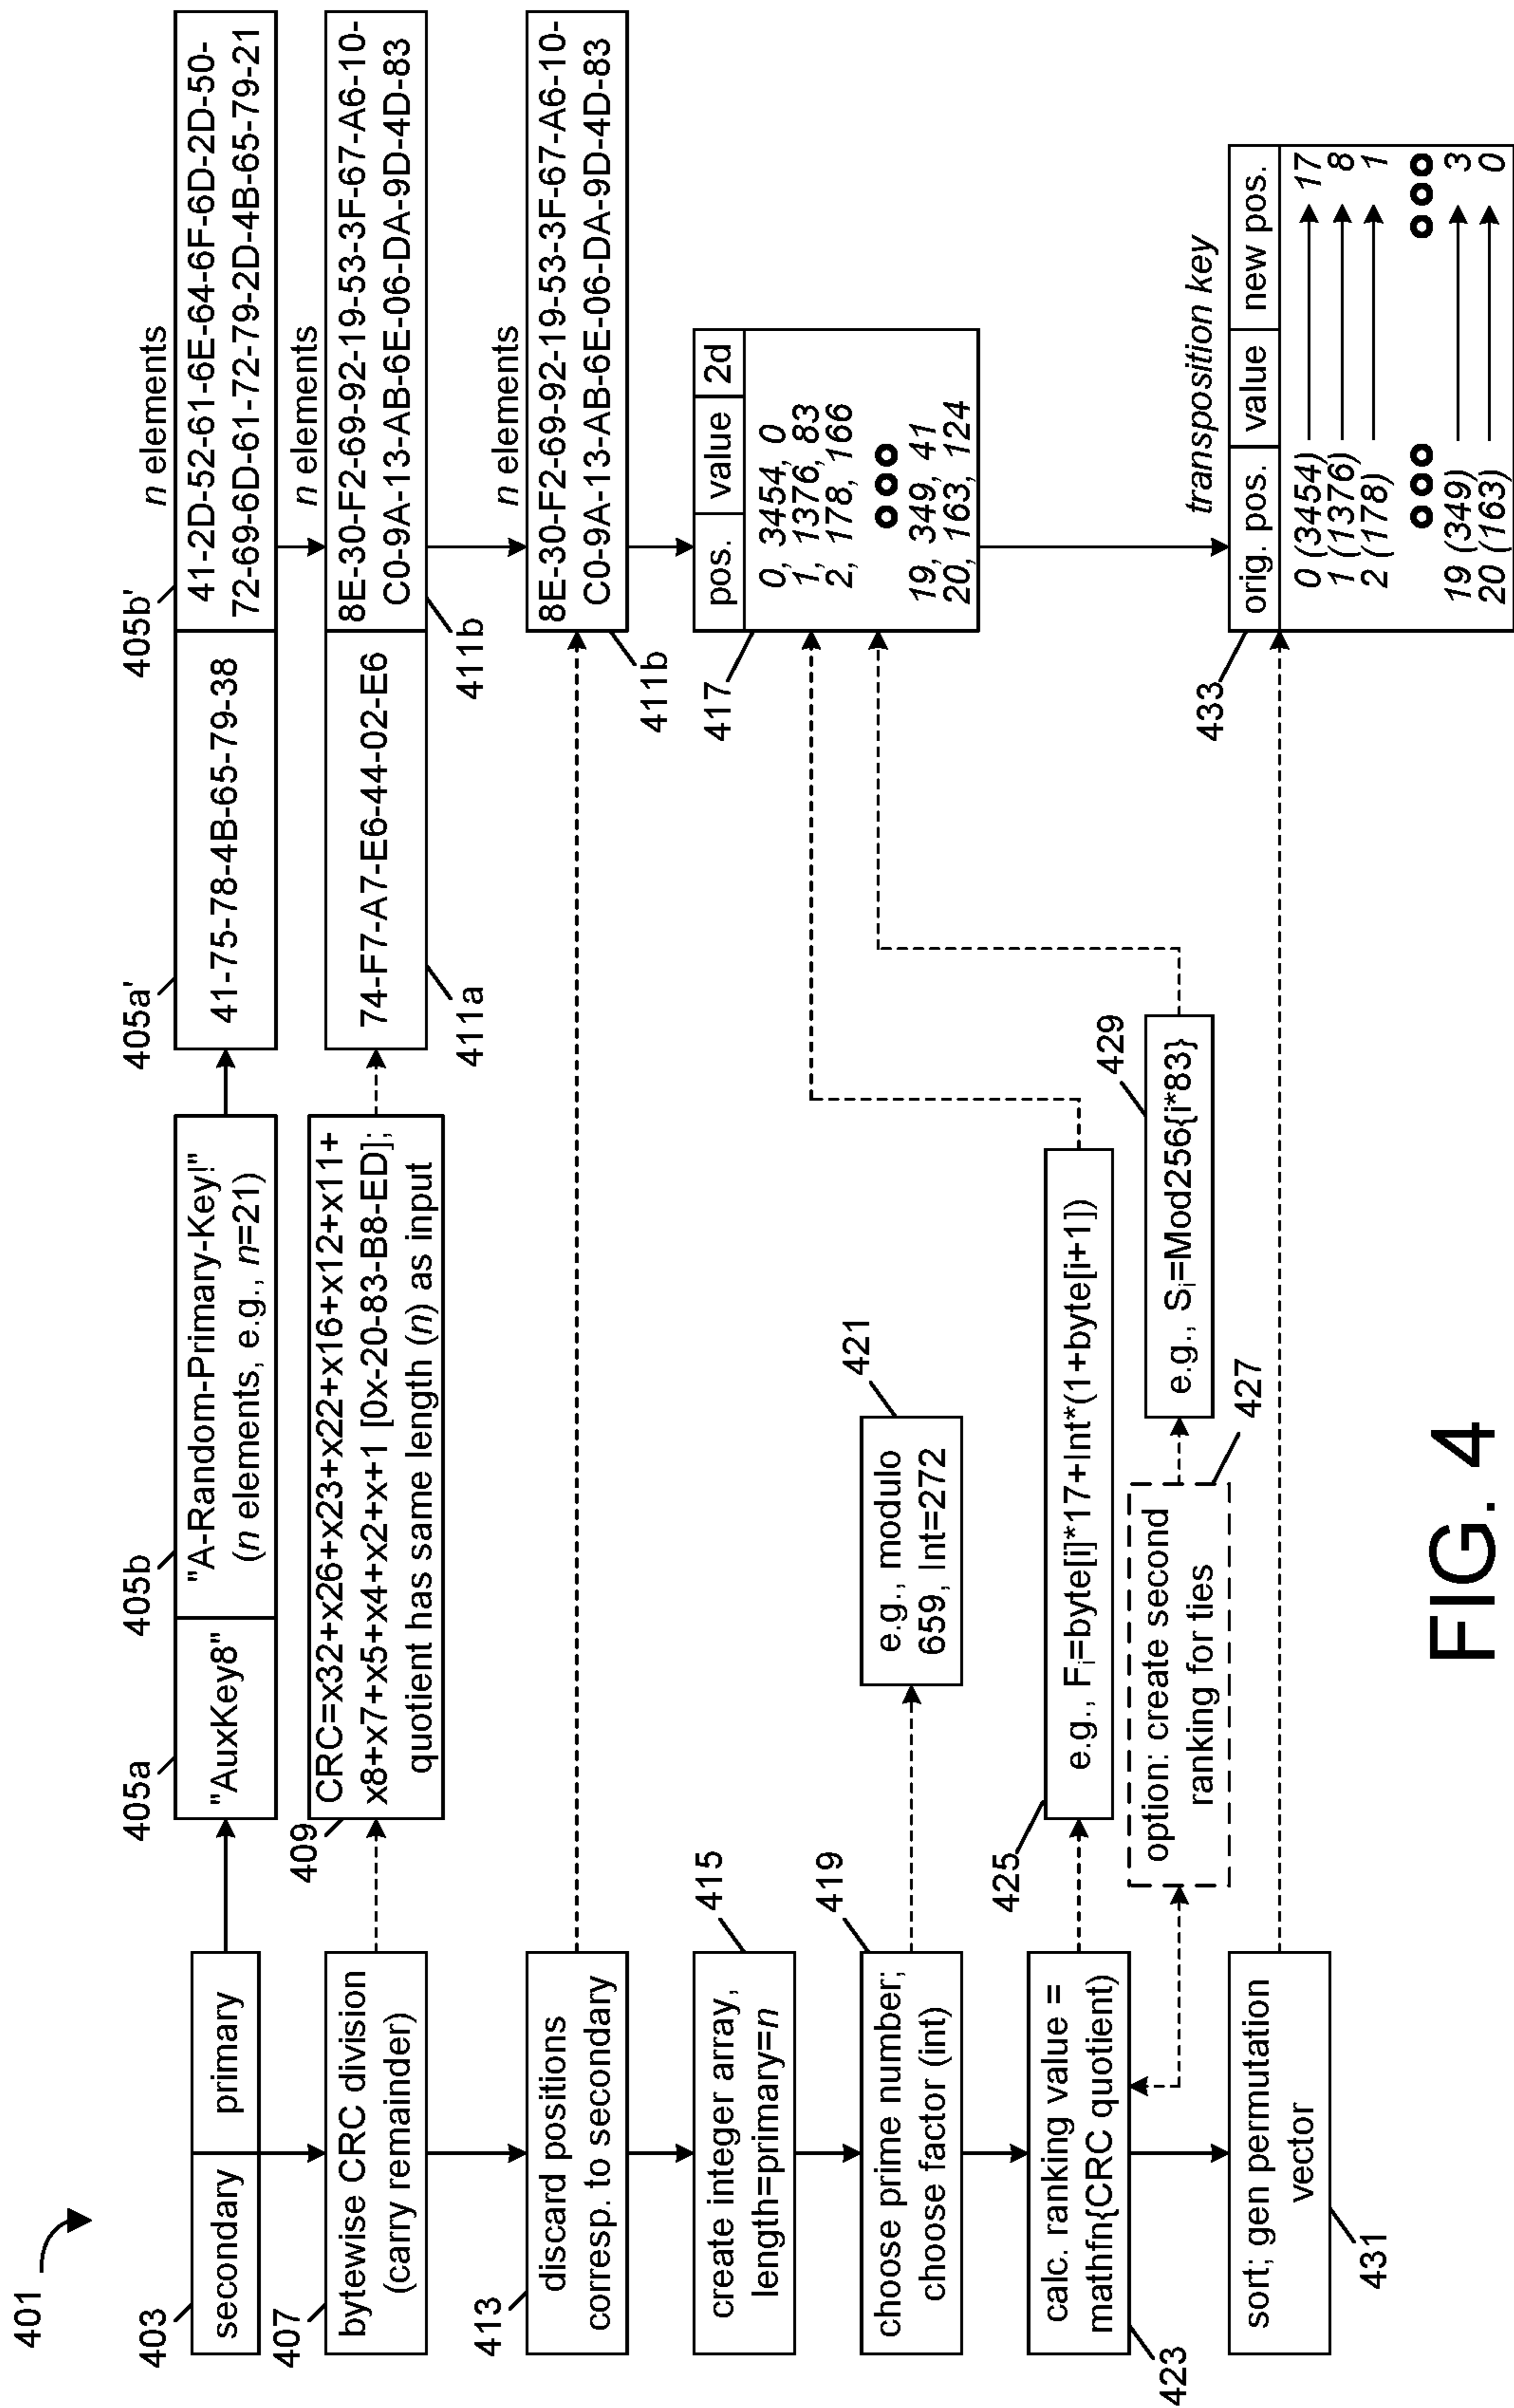 401
403
secondary
primary
405a
"AuxKey8"
405b
"A-Random-Primary-Key!"
(n elements, e.g., n=21)
405a'
41-75-78-4B-65-79-38
405b'
n elements
41-2D-52-61-6E-64-6F-6D-2D-50-
72-69-6D-61-72-79-2D-4B-65-79-21
407
bytewise CRC division
(carry remainder)
409
CRC=x32+x26+x23+x22+x16+x12+x11+
x8+x7+x5+x4+x2+x+1 [0x-20-83-B8-ED];
quotient has same length (n) as input
74-F7-A7-E6-44-02-E6
411a
n elements
8E-30-F2-69-92-19-53-3F-67-A6-10-
C0-9A-13-AB-6E-06-DA-9D-4D-83
411b
413
discard positions
corresp. to secondary
n elements
8E-30-F2-69-92-19-53-3F-67-A6-10-
C0-9A-13-AB-6E-06-DA-9D-4D-83
411b
415
create integer array,
length=primary=n
417
pos. value 2d
0, 3454, 0
1, 1376, 83
2, 178, 166
19, 349, 41
20, 163, 124
419
choose prime number;
choose factor (int)
421
e.g., modulo
659, Int=272
423
calc. ranking value =
mathfn{CRC quotient)
425
e.g., Fi=byte[i]*17+Int*(1+byte[i+1])
427
option: create second
ranking for ties
429
e.g., Si=Mod256{i*83}
431
sort; gen permutation
vector
433
transposition key
orig. pos. value new pos.
0 (3454) 17
1 (1376) 8
2 (178) 1
19 (349) 3
20 (163) 0
FIG. 4